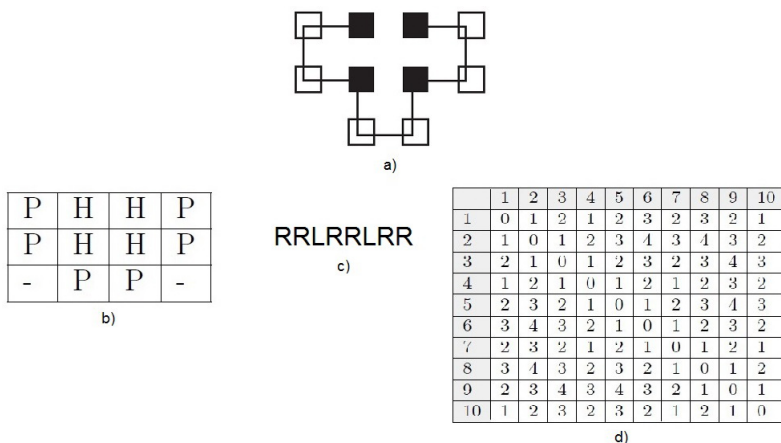 a)
P H H P
P H H P
- P P -
b)
RRLRRLRR
c)
1 2 3 4 5 6 7 8 9 10
1 0 1 2 1 2 3 2 3 2 1
2 1 0 1 2 3 4 3 4 3 2
3 2 1 0 1 2 3 2 3 4 3
4 1 2 1 0 1 2 1 2 3 2
5 2 3 2 1 0 1 2 3 4 3
6 3 4 3 2 1 0 1 2 3 2
7 2 3 2 1 2 1 0 1 2 1
8 3 4 3 2 3 2 1 0 1 2
9 2 3 4 3 4 3 2 1 0 1
10 1 2 3 2 3 2 1 2 1 0
d)